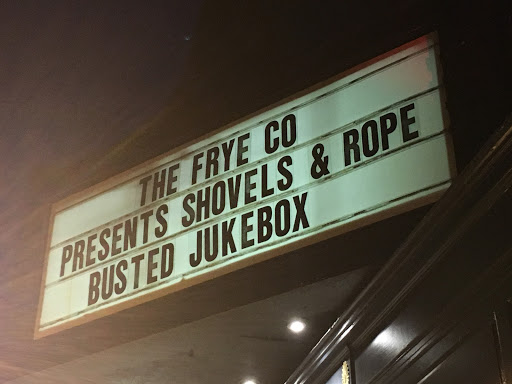 THE FRYE CO
PRESENTS SHOVELS & ROPE
BUSTED JUKEBOX